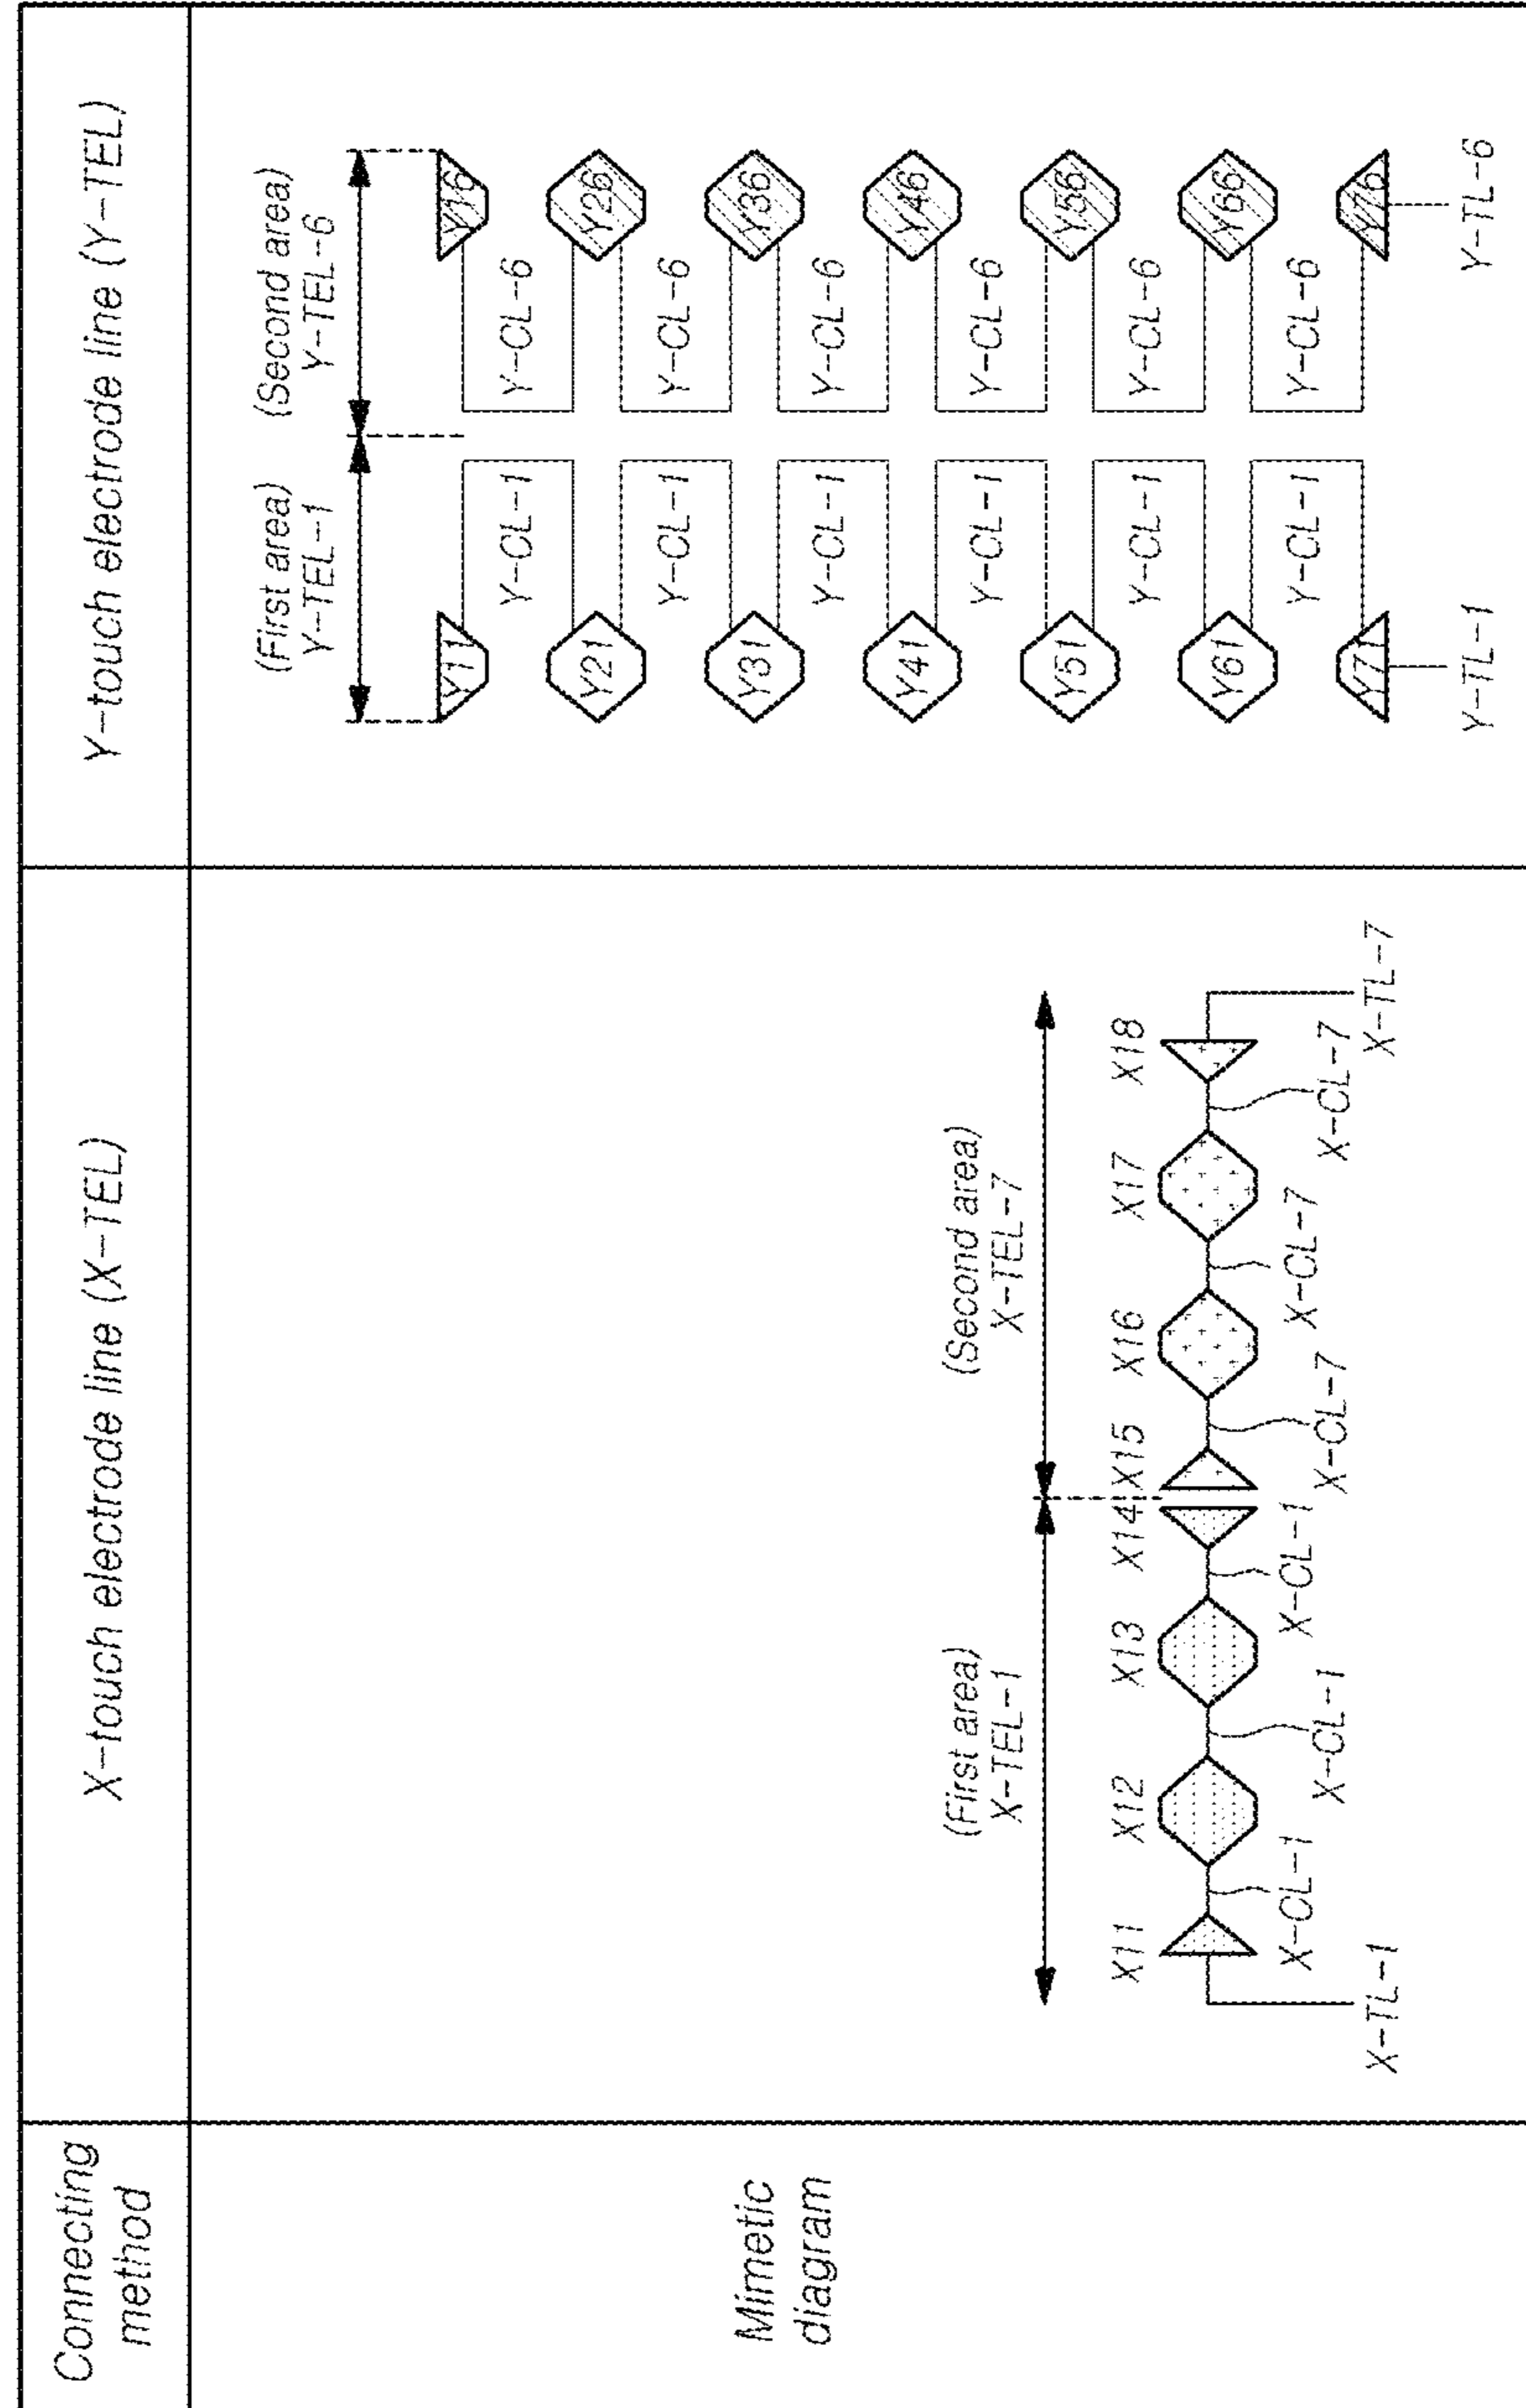 Connecting
method
X-touch electrode line (X-TEL)
Y-touch electrode line (Y-TEL)
Mimetic
diagram
(First area)
X-TEL-1
(Second area)
X-TEL-7
X11
X12
X13
X14
X15
X16
X17
X18
X-CL-1
X-CL-1
X-CL-1
X-CL-7
X-CL-7
X-CL-7
X-TL-1
X-TL-7
(First area)
Y-TEL-1
(Second area)
Y-TEL-6
Y11
Y16
Y-CL-1
Y-CL-6
Y21
Y26
Y-CL-1
Y-CL-6
Y31
Y36
Y-CL-1
Y-CL-6
Y41
Y46
Y-CL-1
Y-CL-6
Y51
Y56
Y-CL-1
Y-CL-6
Y61
Y66
Y-CL-1
Y-CL-6
Y71
Y76
Y-TL-1
Y-TL-6